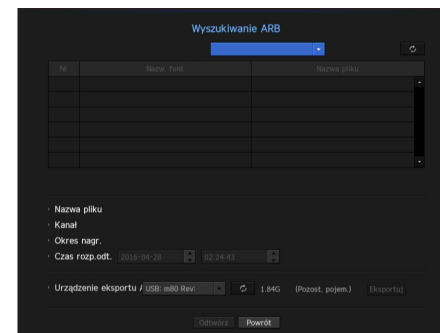 Wyszukiwanie ARB
Nr Nazw. fold. Nazwa pliku
· Nazwa pliku
· Kanał
· Okres nagr.
· Czas rozp.odt. 2016-04-28 02:24:43
· Urządzenie eksportu / USB: m80 Rev: 1.84G (Pozost. pojem.) Eksportuj
Odtwórz Powrót